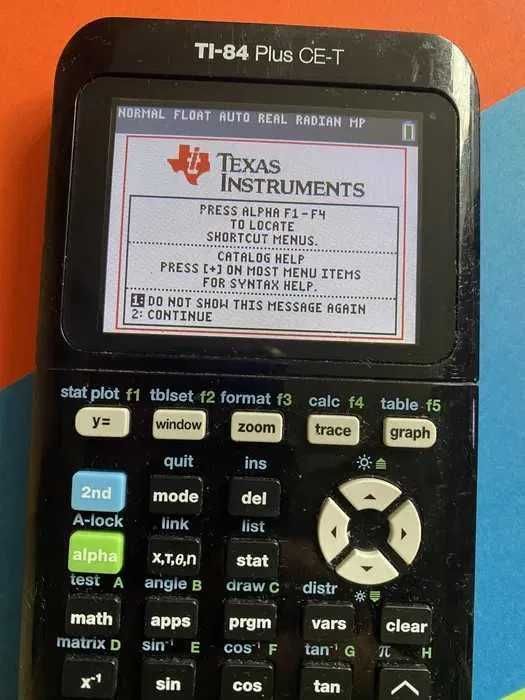 TI-84 Plus CE-T
NORMAL FLOAT AUTO REAL RADIAN MP
TEXAS
INSTRUMENTS
PRESS ALPHA F1-F4
TO LOCATE
SHORTCUT MENUS.
CATALOG HELP
PRESS [+] ON MOST MENU ITEMS
FOR SYNTAX HELP.
1: DO NOT SHOW THIS MESSAGE AGAIN
2: CONTINUE
stat plot f1 tblset f2 format f3 calc f4 table f5
y= window zoom trace graph
quit ins
2nd mode del
A-lock link list
alpha X,T,θ,n stat
test A angle B draw C distr
math apps prgm vars clear
matrix D sin⁻¹ E cos⁻¹ F tan⁻¹ G π H
x⁻¹ sin cos tan ^